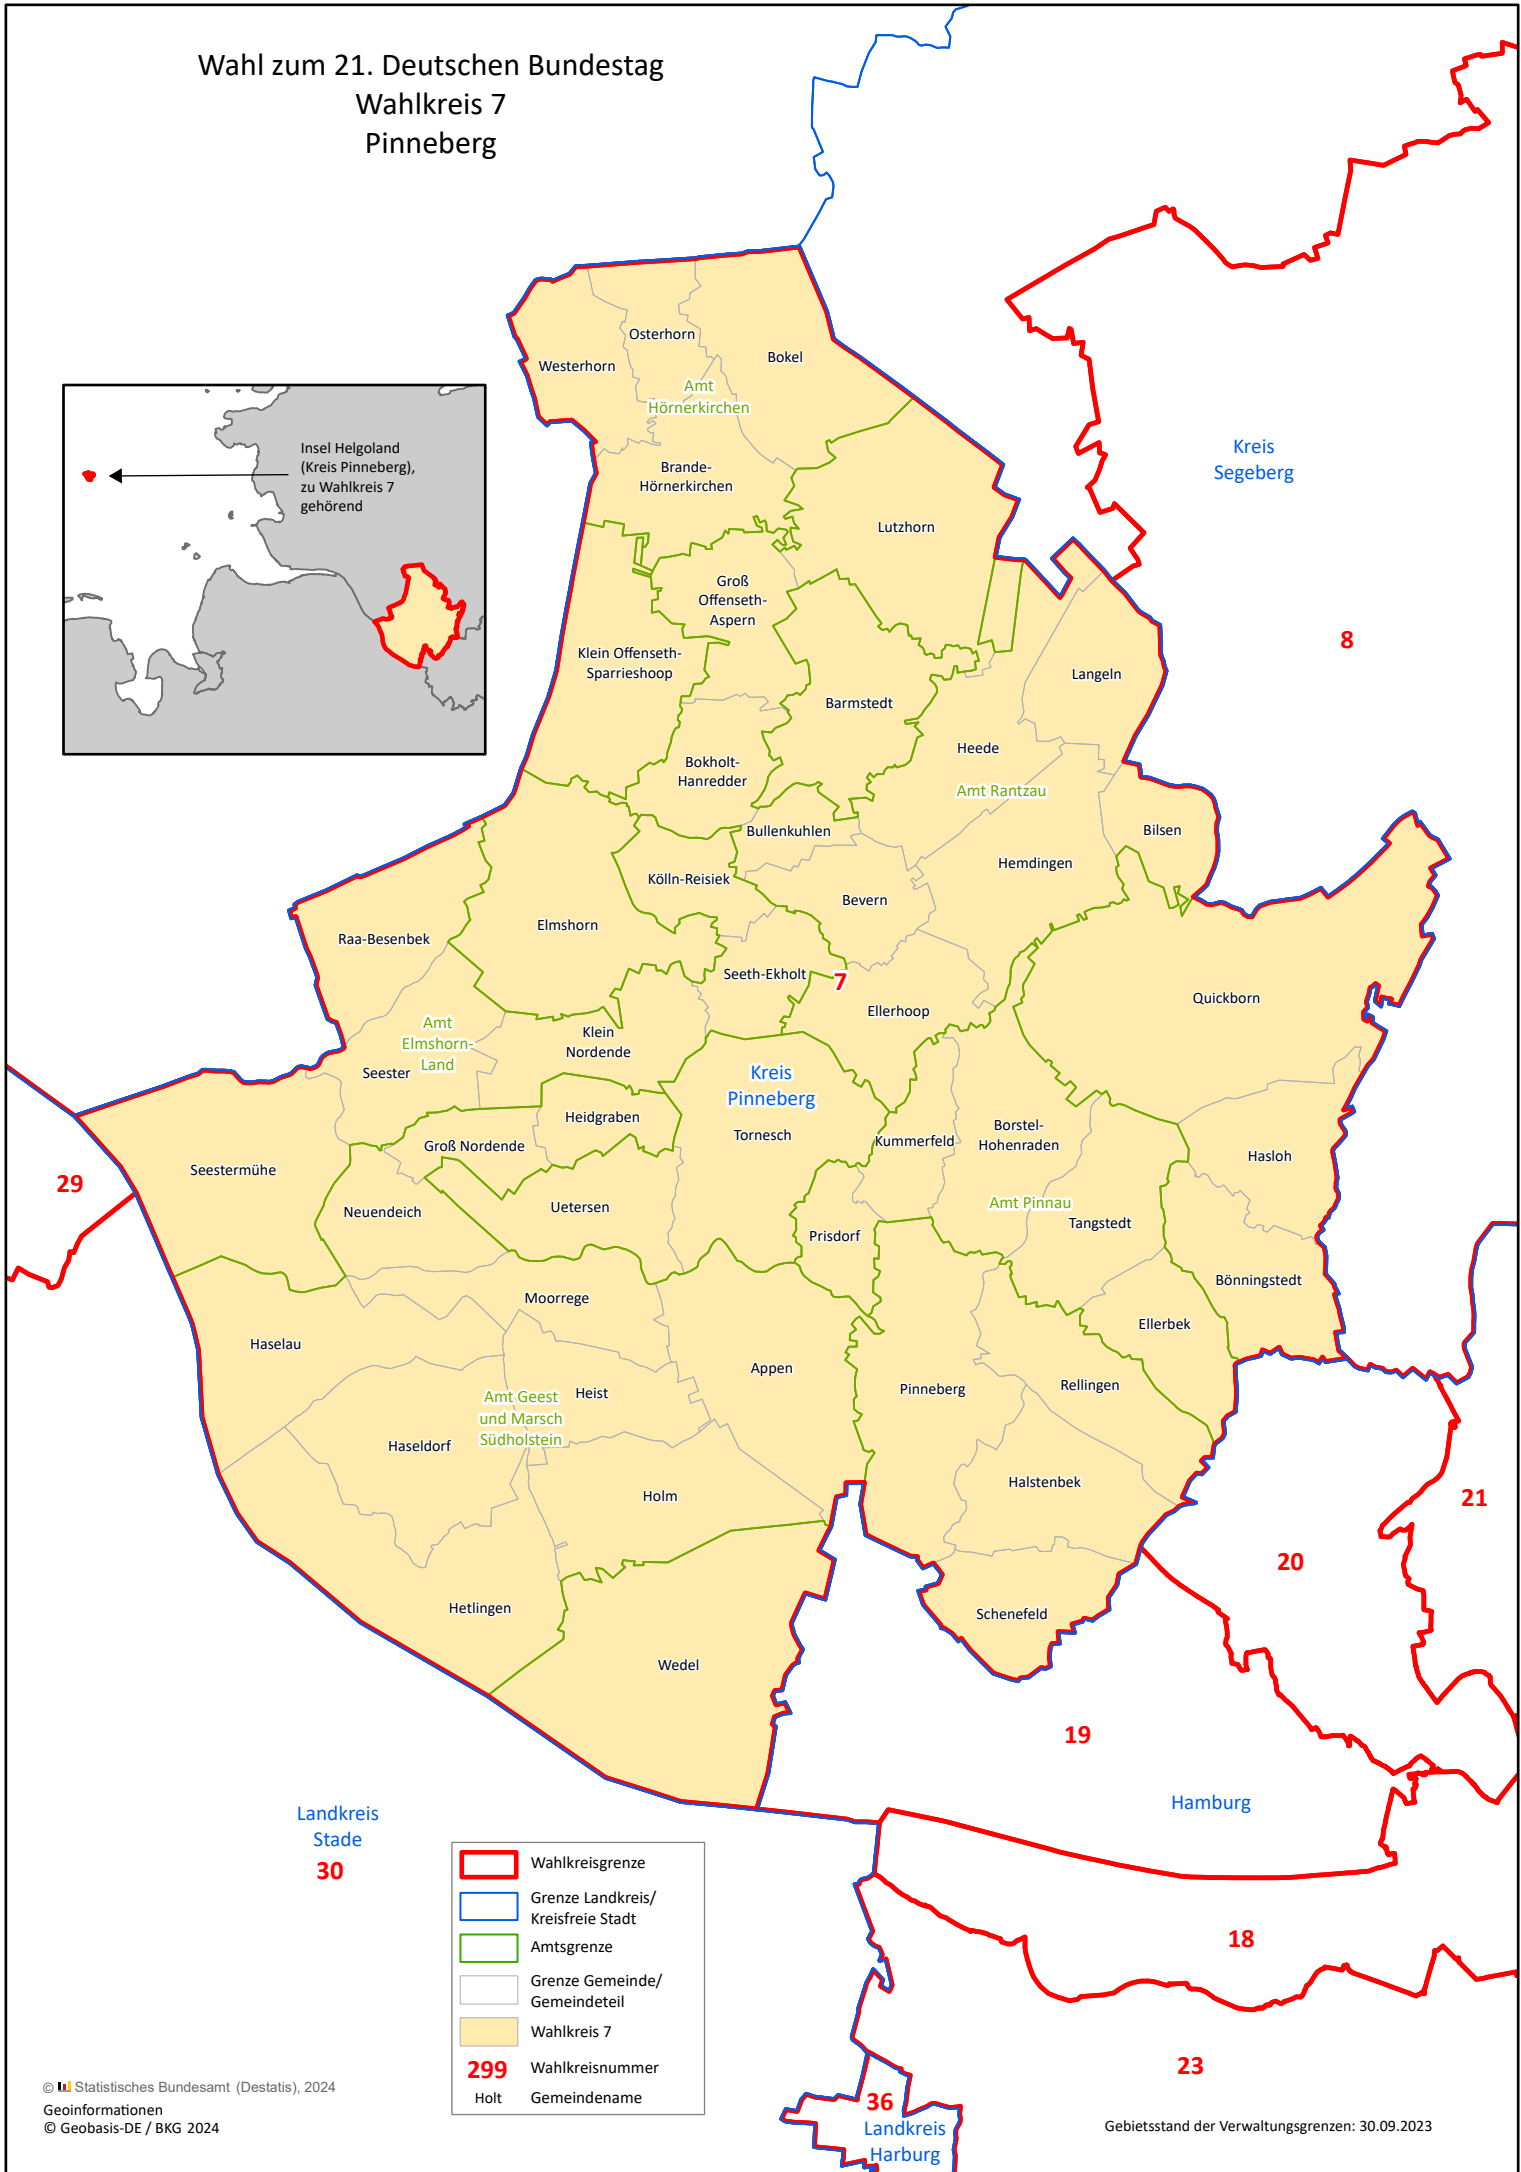 Wahl zum 21. Deutschen Bundestag
Wahlkreis 7
Pinneberg
Insel Helgoland
(Kreis Pinneberg),
zu Wahlkreis 7
gehörend
Osterhorn
Westerhorn
Bokel
Amt
Hörnerkirchen
Kreis
Segeberg
Brande-
Hörnerkirchen
Lutzhorn
Groß
Offenseth-
Aspern
8
Klein Offenseth-
Sparrieshoop
Langeln
Barmstedt
Heede
Bokholt-
Hanredder
Amt Rantzau
Bullenkuhlen
Bilsen
Hemdingen
Kölln-Reisiek
Bevern
Elmshorn
Raa-Besenbek
Seeth-Ekholt
7
Quickborn
Ellerhoop
Amt
Elmshorn-
Land
Klein
Nordende
Seester
Kreis
Pinneberg
Heidgraben
Tornesch
Borstel-
Hohenraden
Kummerfeld
Groß Nordende
Hasloh
Seestermühe
29
Neuendeich
Uetersen
Amt Pinnau
Tangstedt
Prisdorf
Bönningstedt
Moorrege
Ellerbek
Haselau
Appen
Rellingen
Pinneberg
Heist
Amt Geest
und Marsch
Südholstein
Haseldorf
Halstenbek
Holm
21
20
Hetlingen
Schenefeld
Wedel
19
Hamburg
Landkreis
Stade
30
Wahlkreisgrenze
Grenze Landkreis/
Kreisfreie Stadt
Amtsgrenze
Grenze Gemeinde/
Gemeindeteil
Wahlkreis 7
299 Wahlkreisnummer
Holt Gemeindename
18
23
36
Landkreis
Harburg
© Statistisches Bundesamt (Destatis), 2024
Geoinformationen
© Geobasis-DE / BKG 2024
Gebietsstand der Verwaltungsgrenzen: 30.09.2023